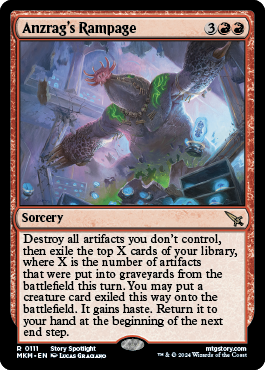 Anzrag's Rampage 3
Sorcery
Destroy all artifacts you don't control,
then exile the top X cards of your library,
where X is the number of artifacts
that were put into graveyards from the
battlefield this turn. You may put a
creature card exiled this way onto the
battlefield. It gains haste. Return it to
your hand at the beginning of the next
end step.
R 0111 Story Spotlight mtgstory.com
MKM • EN Lucas Graciano ™ & © 2024 Wizards of the Coast